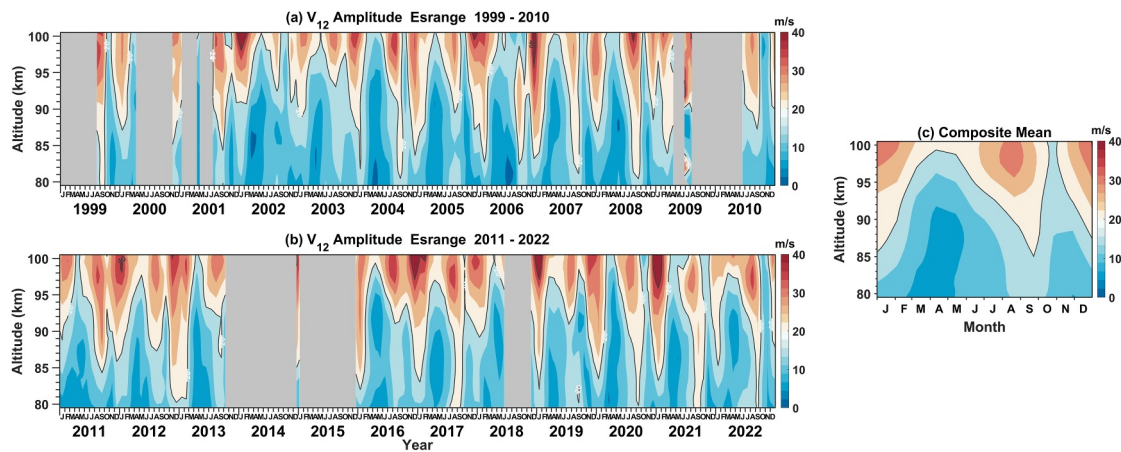 (a) V12 Amplitude Esrange 1999 - 2010
m/s
Altitude (km)
100
95
90
85
80
40
30
20
10
0
JFMAMJJASONDJFMAMJJASONDJFMAMJJASONDJFMAMJJASONDJFMAMJJASONDJFMAMJJASONDJFMAMJJASONDJFMAMJJASONDJFMAMJJASONDJFMAMJJASONDJFMAMJJASONDJFMAMJJASOND
1999 2000 2001 2002 2003 2004 2005 2006 2007 2008 2009 2010
(b) V12 Amplitude Esrange 2011 - 2022
m/s
Altitude (km)
100
95
90
85
80
40
30
20
10
0
JFMAMJJASONDJFMAMJJASONDJFMAMJJASONDJFMAMJJASONDJFMAMJJASONDJFMAMJJASONDJFMAMJJASONDJFMAMJJASONDJFMAMJJASONDJFMAMJJASONDJFMAMJJASONDJFMAMJJASOND
2011 2012 2013 2014 2015 2016 2017 2018 2019 2020 2021 2022
Year
(c) Composite Mean
m/s
Altitude (km)
100
95
90
85
80
40
30
20
10
0
J F M A M J J A S O N D
Month